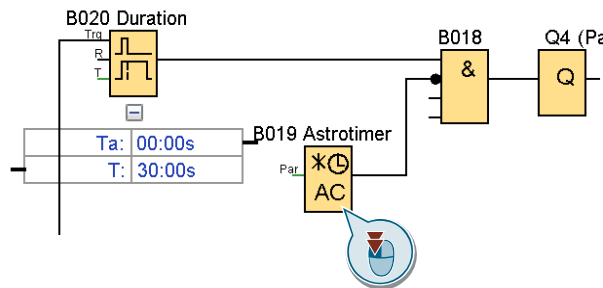 B020 Duration
Trg
R
T
B018
&
Q4 (Pa
Q
Ta: 00:00s
T: 30:00s
B019 Astrotimer
Par
AC